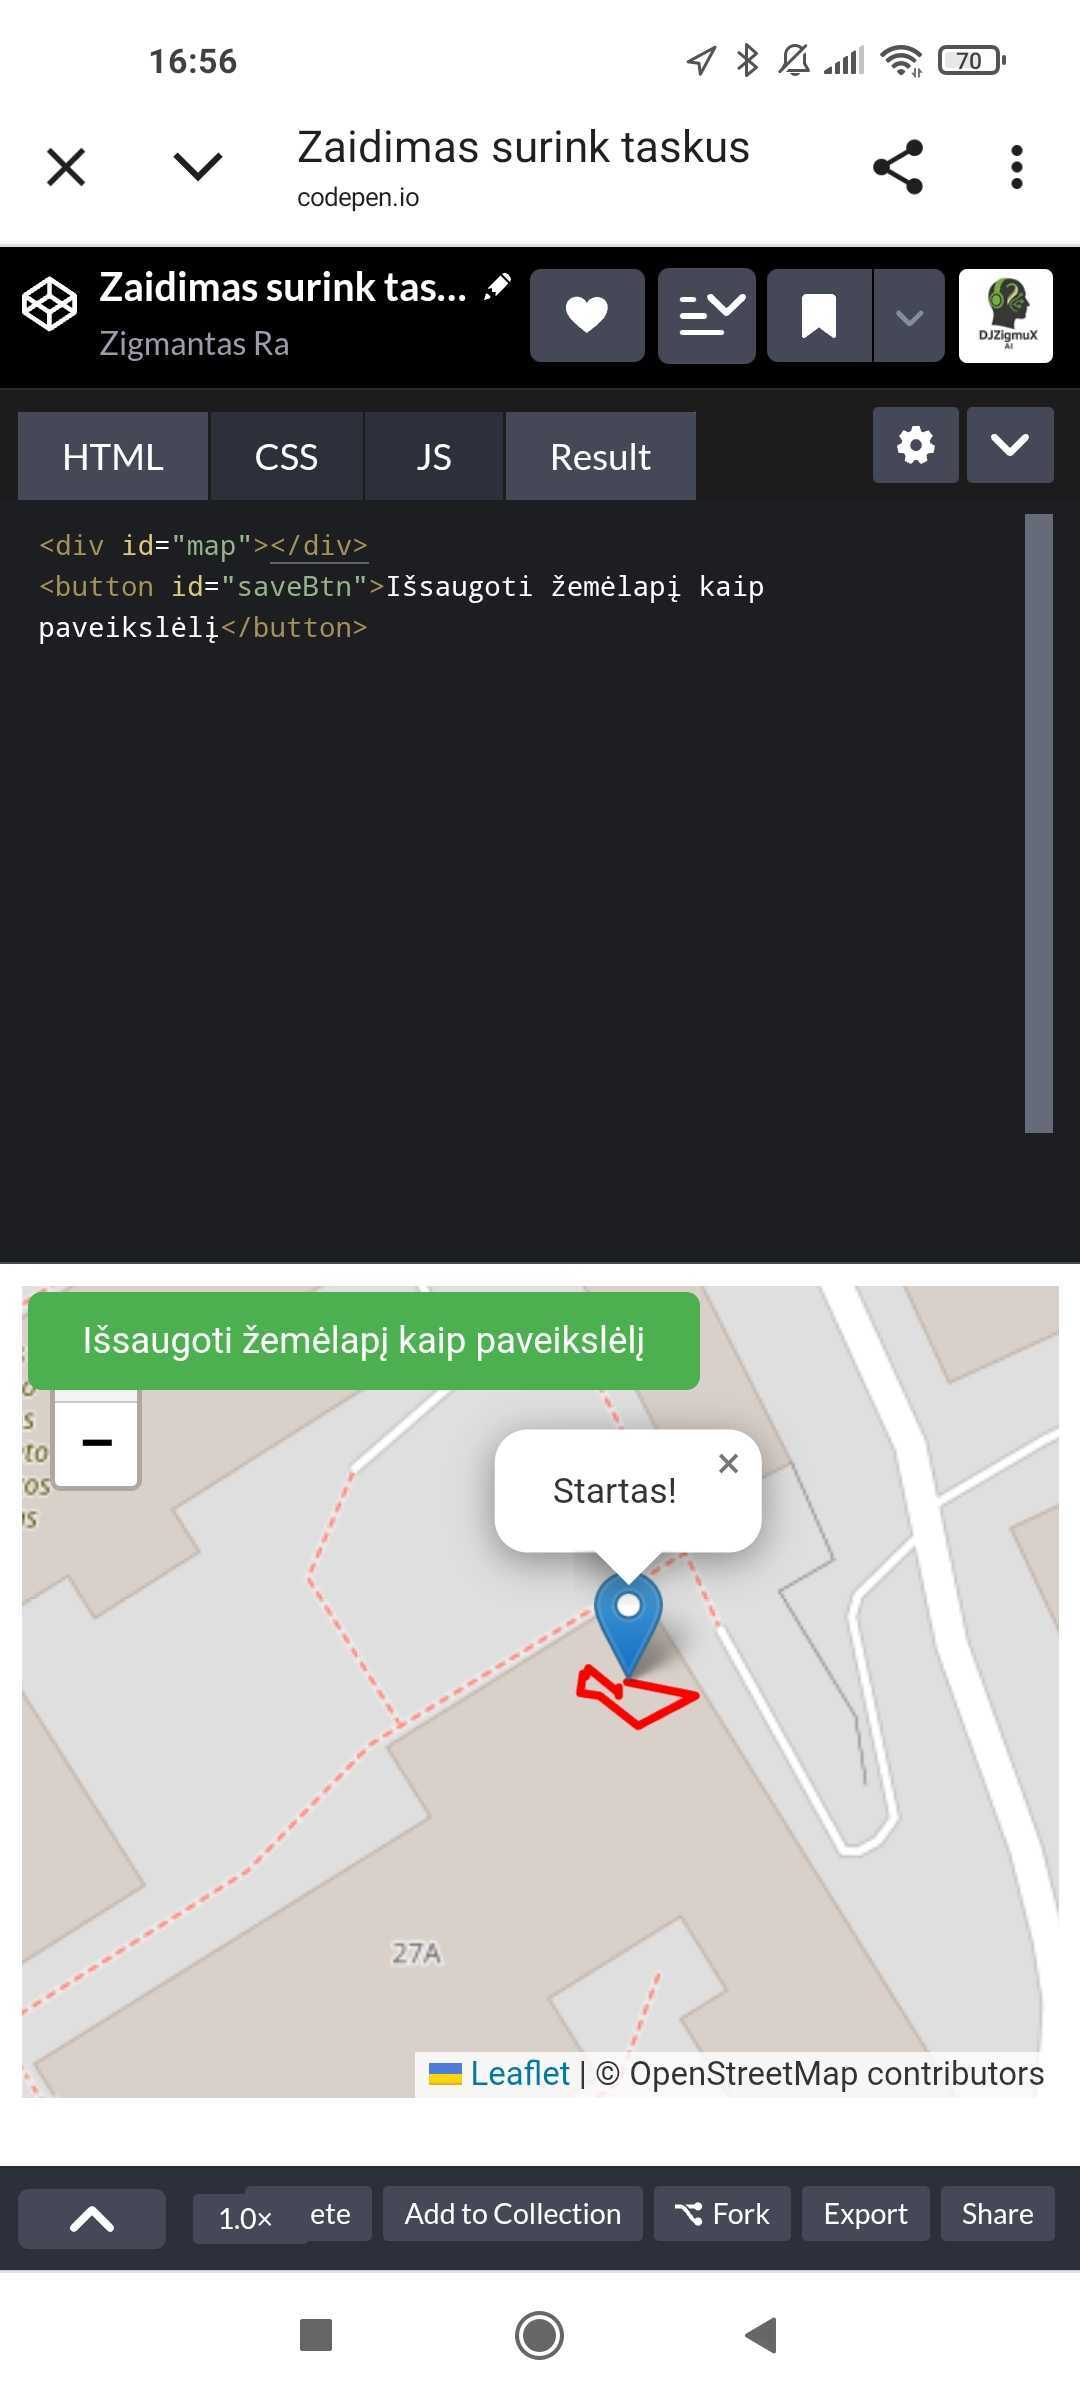 16:56
70
Zaidimas surink taskus
codepen.io
Zaidimas surink tas...
Zigmantas Ra
DJZigmuX
AI
HTML CSS JS Result
<div id="map"></div>
<button id="saveBtn">Išsaugoti žemėlapį kaip
paveikslėlį</button>
Išsaugoti žemėlapį kaip paveikslėlį
s
to
os
−
Startas!
×
27A
Leaflet | © OpenStreetMap contributors
1.0×
ete
Add to Collection
Fork
Export
Share